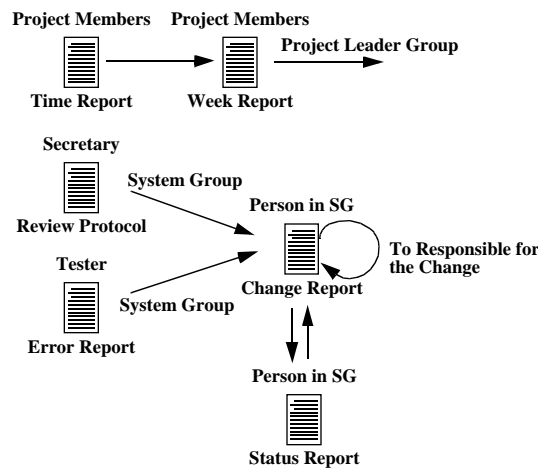 Project Members
Project Members
Project Leader Group
Time Report
Week Report
Secretary
System Group
Review Protocol
Person in SG
To Responsible for
the Change
Tester
System Group
Change Report
Error Report
Person in SG
Status Report